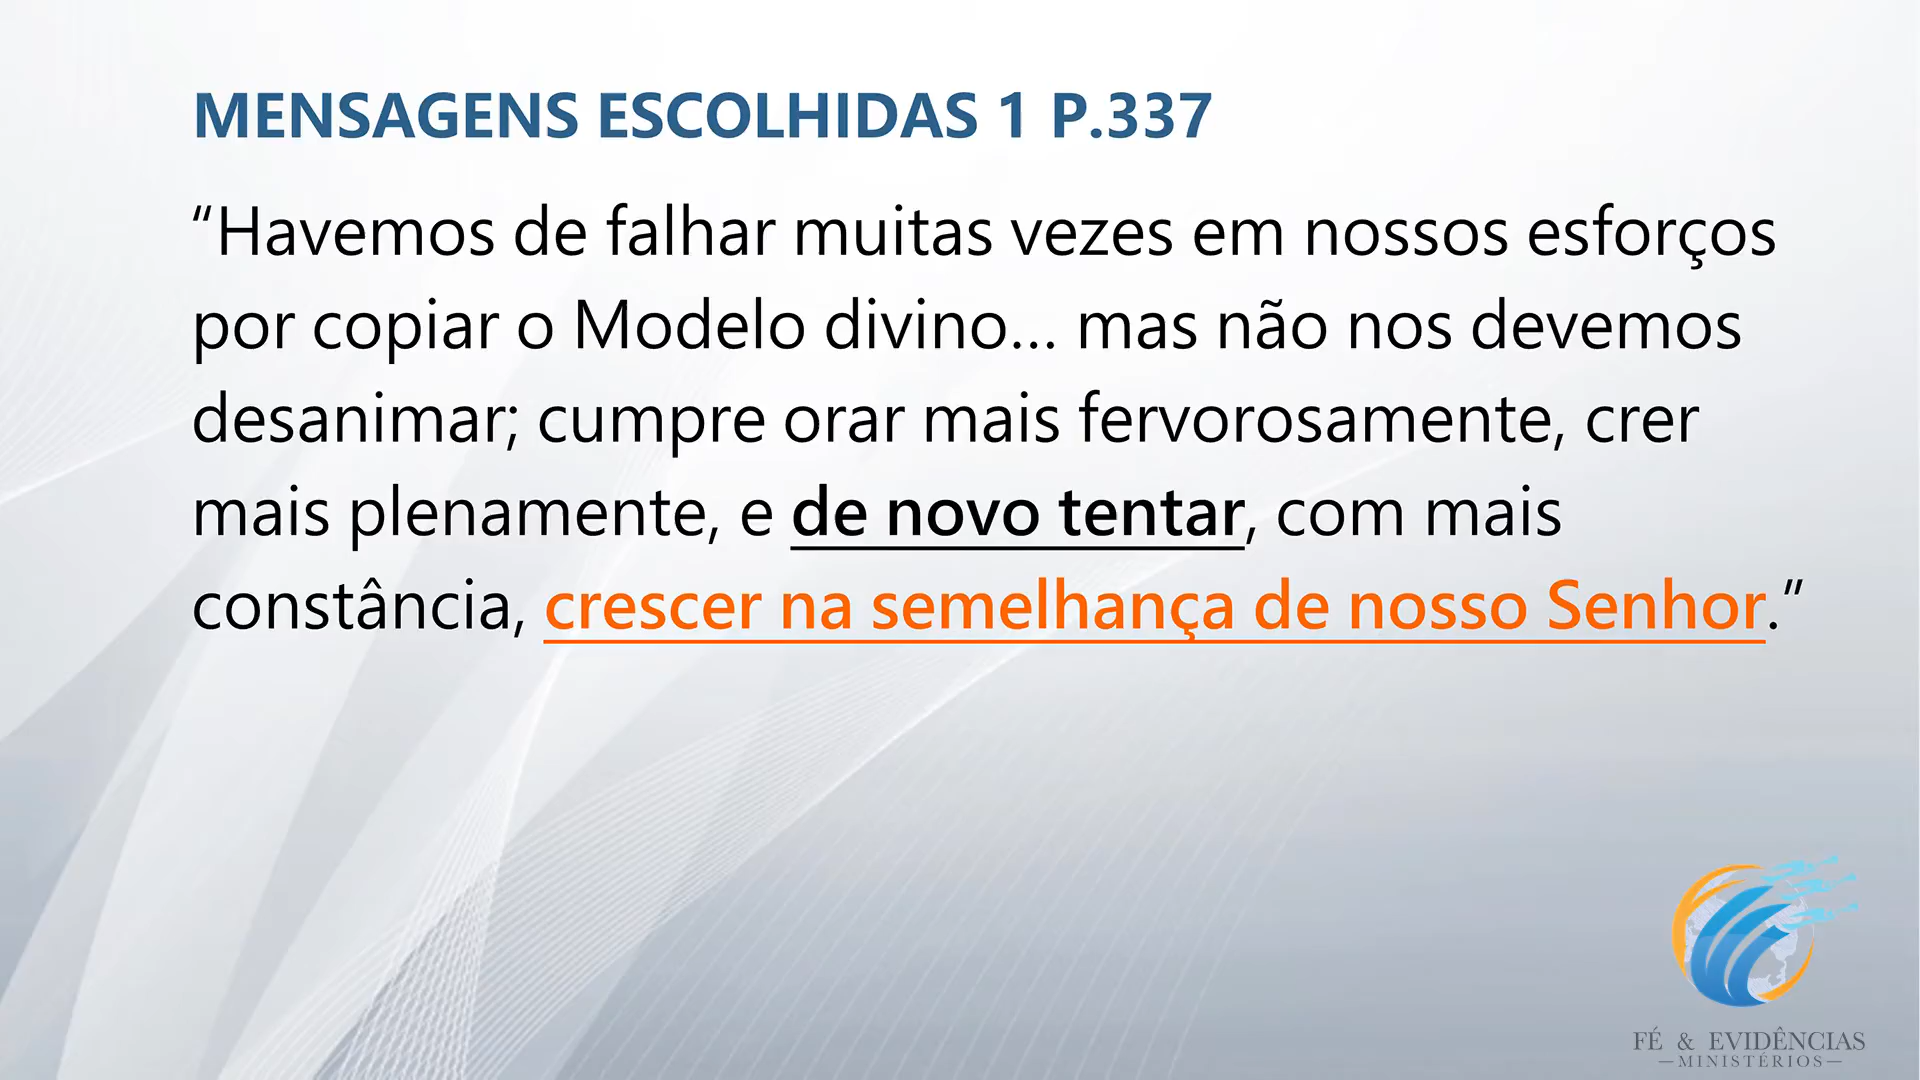 MENSAGENS ESCOLHIDAS 1 P.337
“Havemos de falhar muitas vezes em nossos esforços
por copiar o Modelo divino... mas não nos devemos
desanimar; cumpre orar mais fervorosamente, crer
mais plenamente, e de novo tentar, com mais
constância, crescer na semelhança de nosso Senhor.”
FÉ & EVIDÊNCIAS
—MINISTÉRIOS—